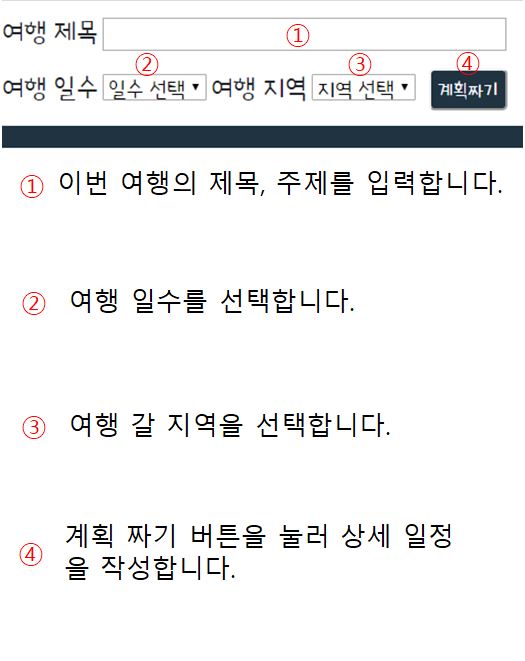 여행 제목 ①
② ③ ④
여행 일수 일수 선택 ▼ 여행 지역 지역 선택 ▼ 계획짜기
① 이번 여행의 제목, 주제를 입력합니다.
② 여행 일수를 선택합니다.
③ 여행 갈 지역을 선택합니다.
④ 계획 짜기 버튼을 눌러 상세 일정
을 작성합니다.